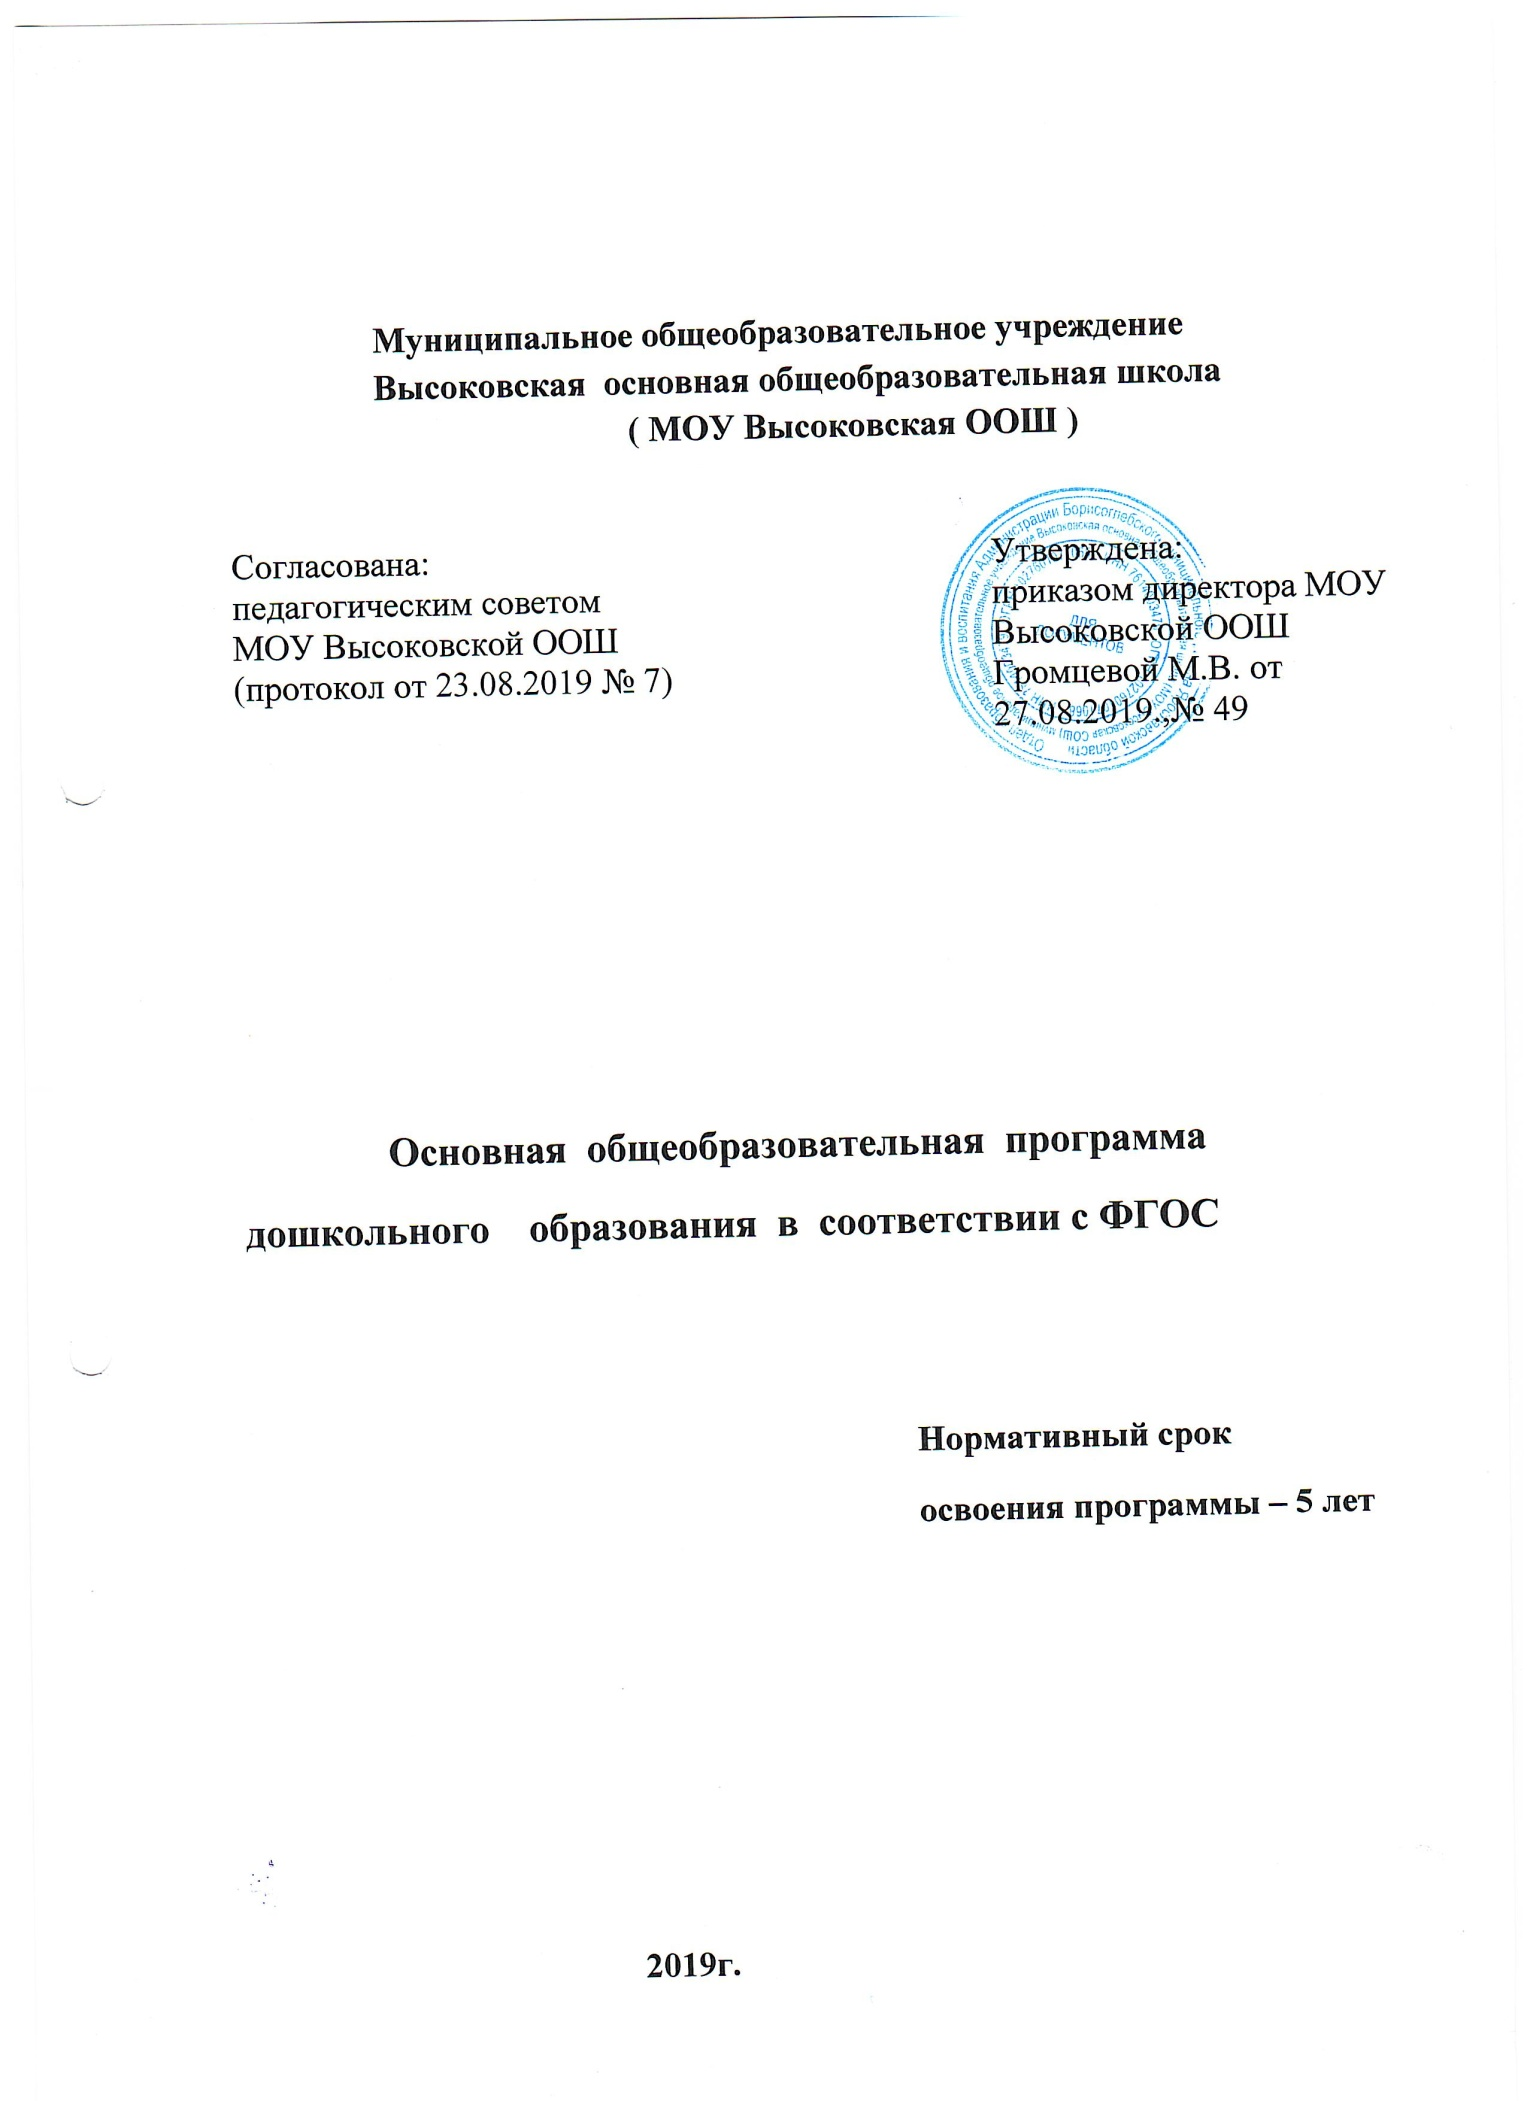 Муниципальное общеобразовательное учреждение
Высоковская основная общеобразовательная школа
( МОУ Высоковская ООШ )
Согласована:
педагогическим советом
МОУ Высоковской ООШ
(протокол от 23.08.2019 № 7)
Утверждена:
приказом директора МОУ
Высоковской ООШ
Громцевой М.В. от
27.08.2019.,№ 49
Основная общеобразовательная программа
дошкольного образования в соответствии с ФГОС
Нормативный срок
освоения программы – 5 лет
2019г.